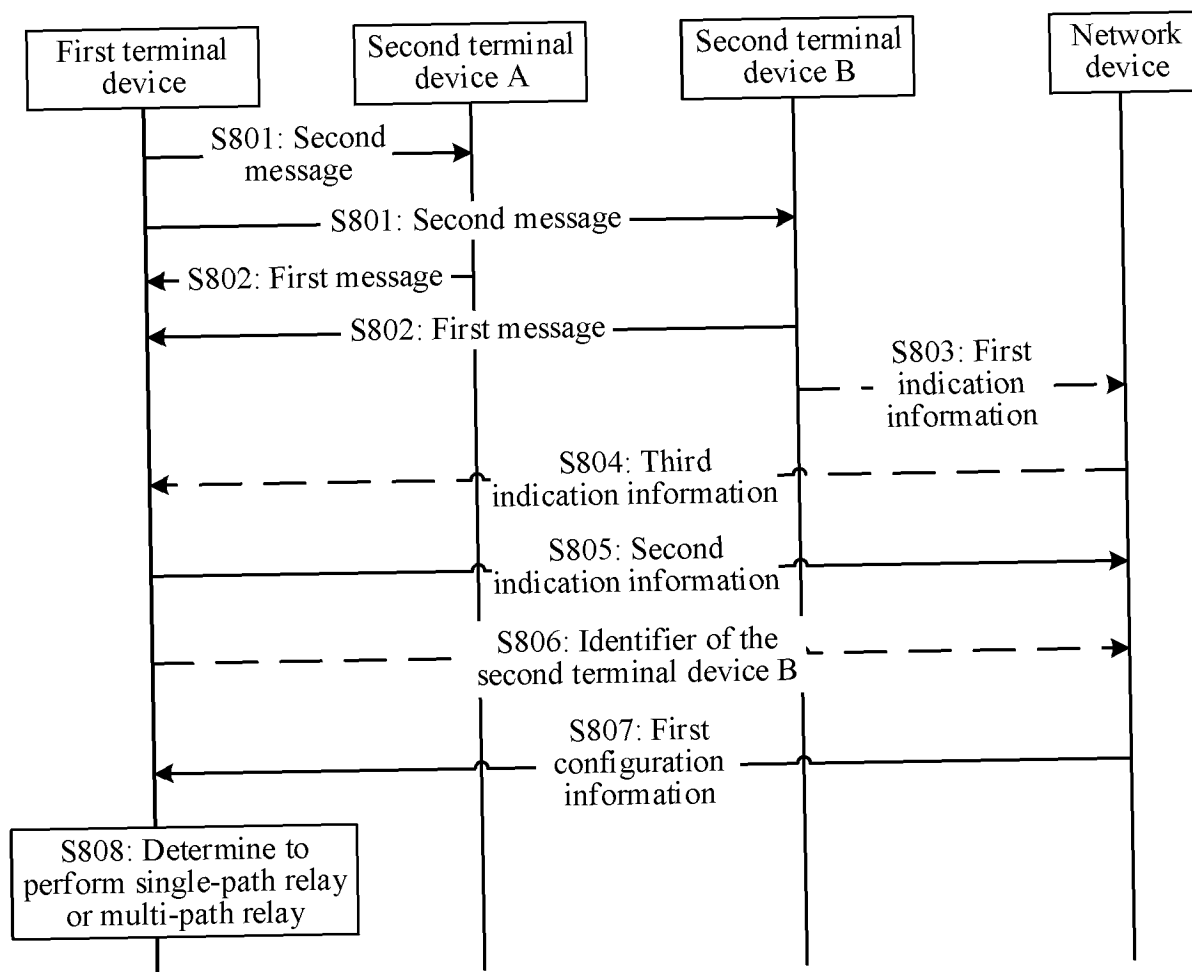 First terminal
device
Second terminal
device A
Second terminal
device B
Network
device
S801: Second
message
S801: Second message
S802: First message
S802: First message
S803: First
indication
information
S804: Third
indication information
S805: Second
indication information
S806: Identifier of the
second terminal device B
S807: First
configuration
information
S808: Determine to
perform single-path relay
or multi-path relay